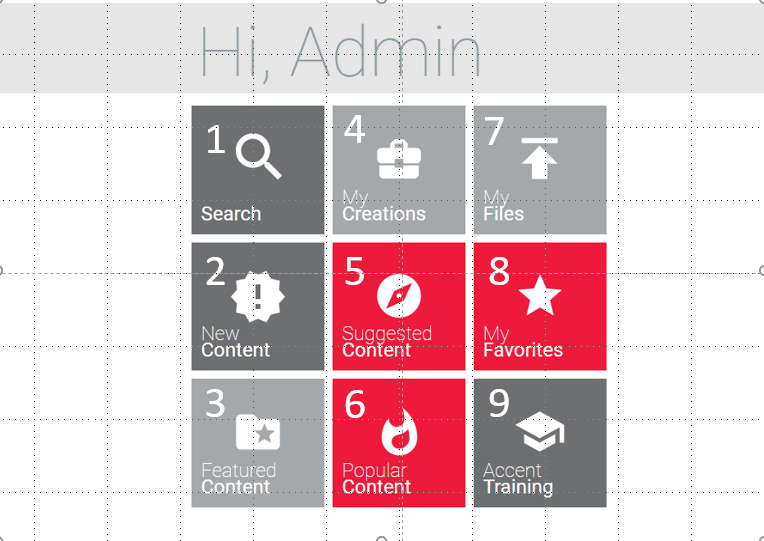 Hi, Admin
1
Search
4
My
Creations
7
My
Files
2
New
Content
5
Suggested
Content
8
My
Favorites
3
Featured
Content
6
Popular
Content
9
Accent
Training